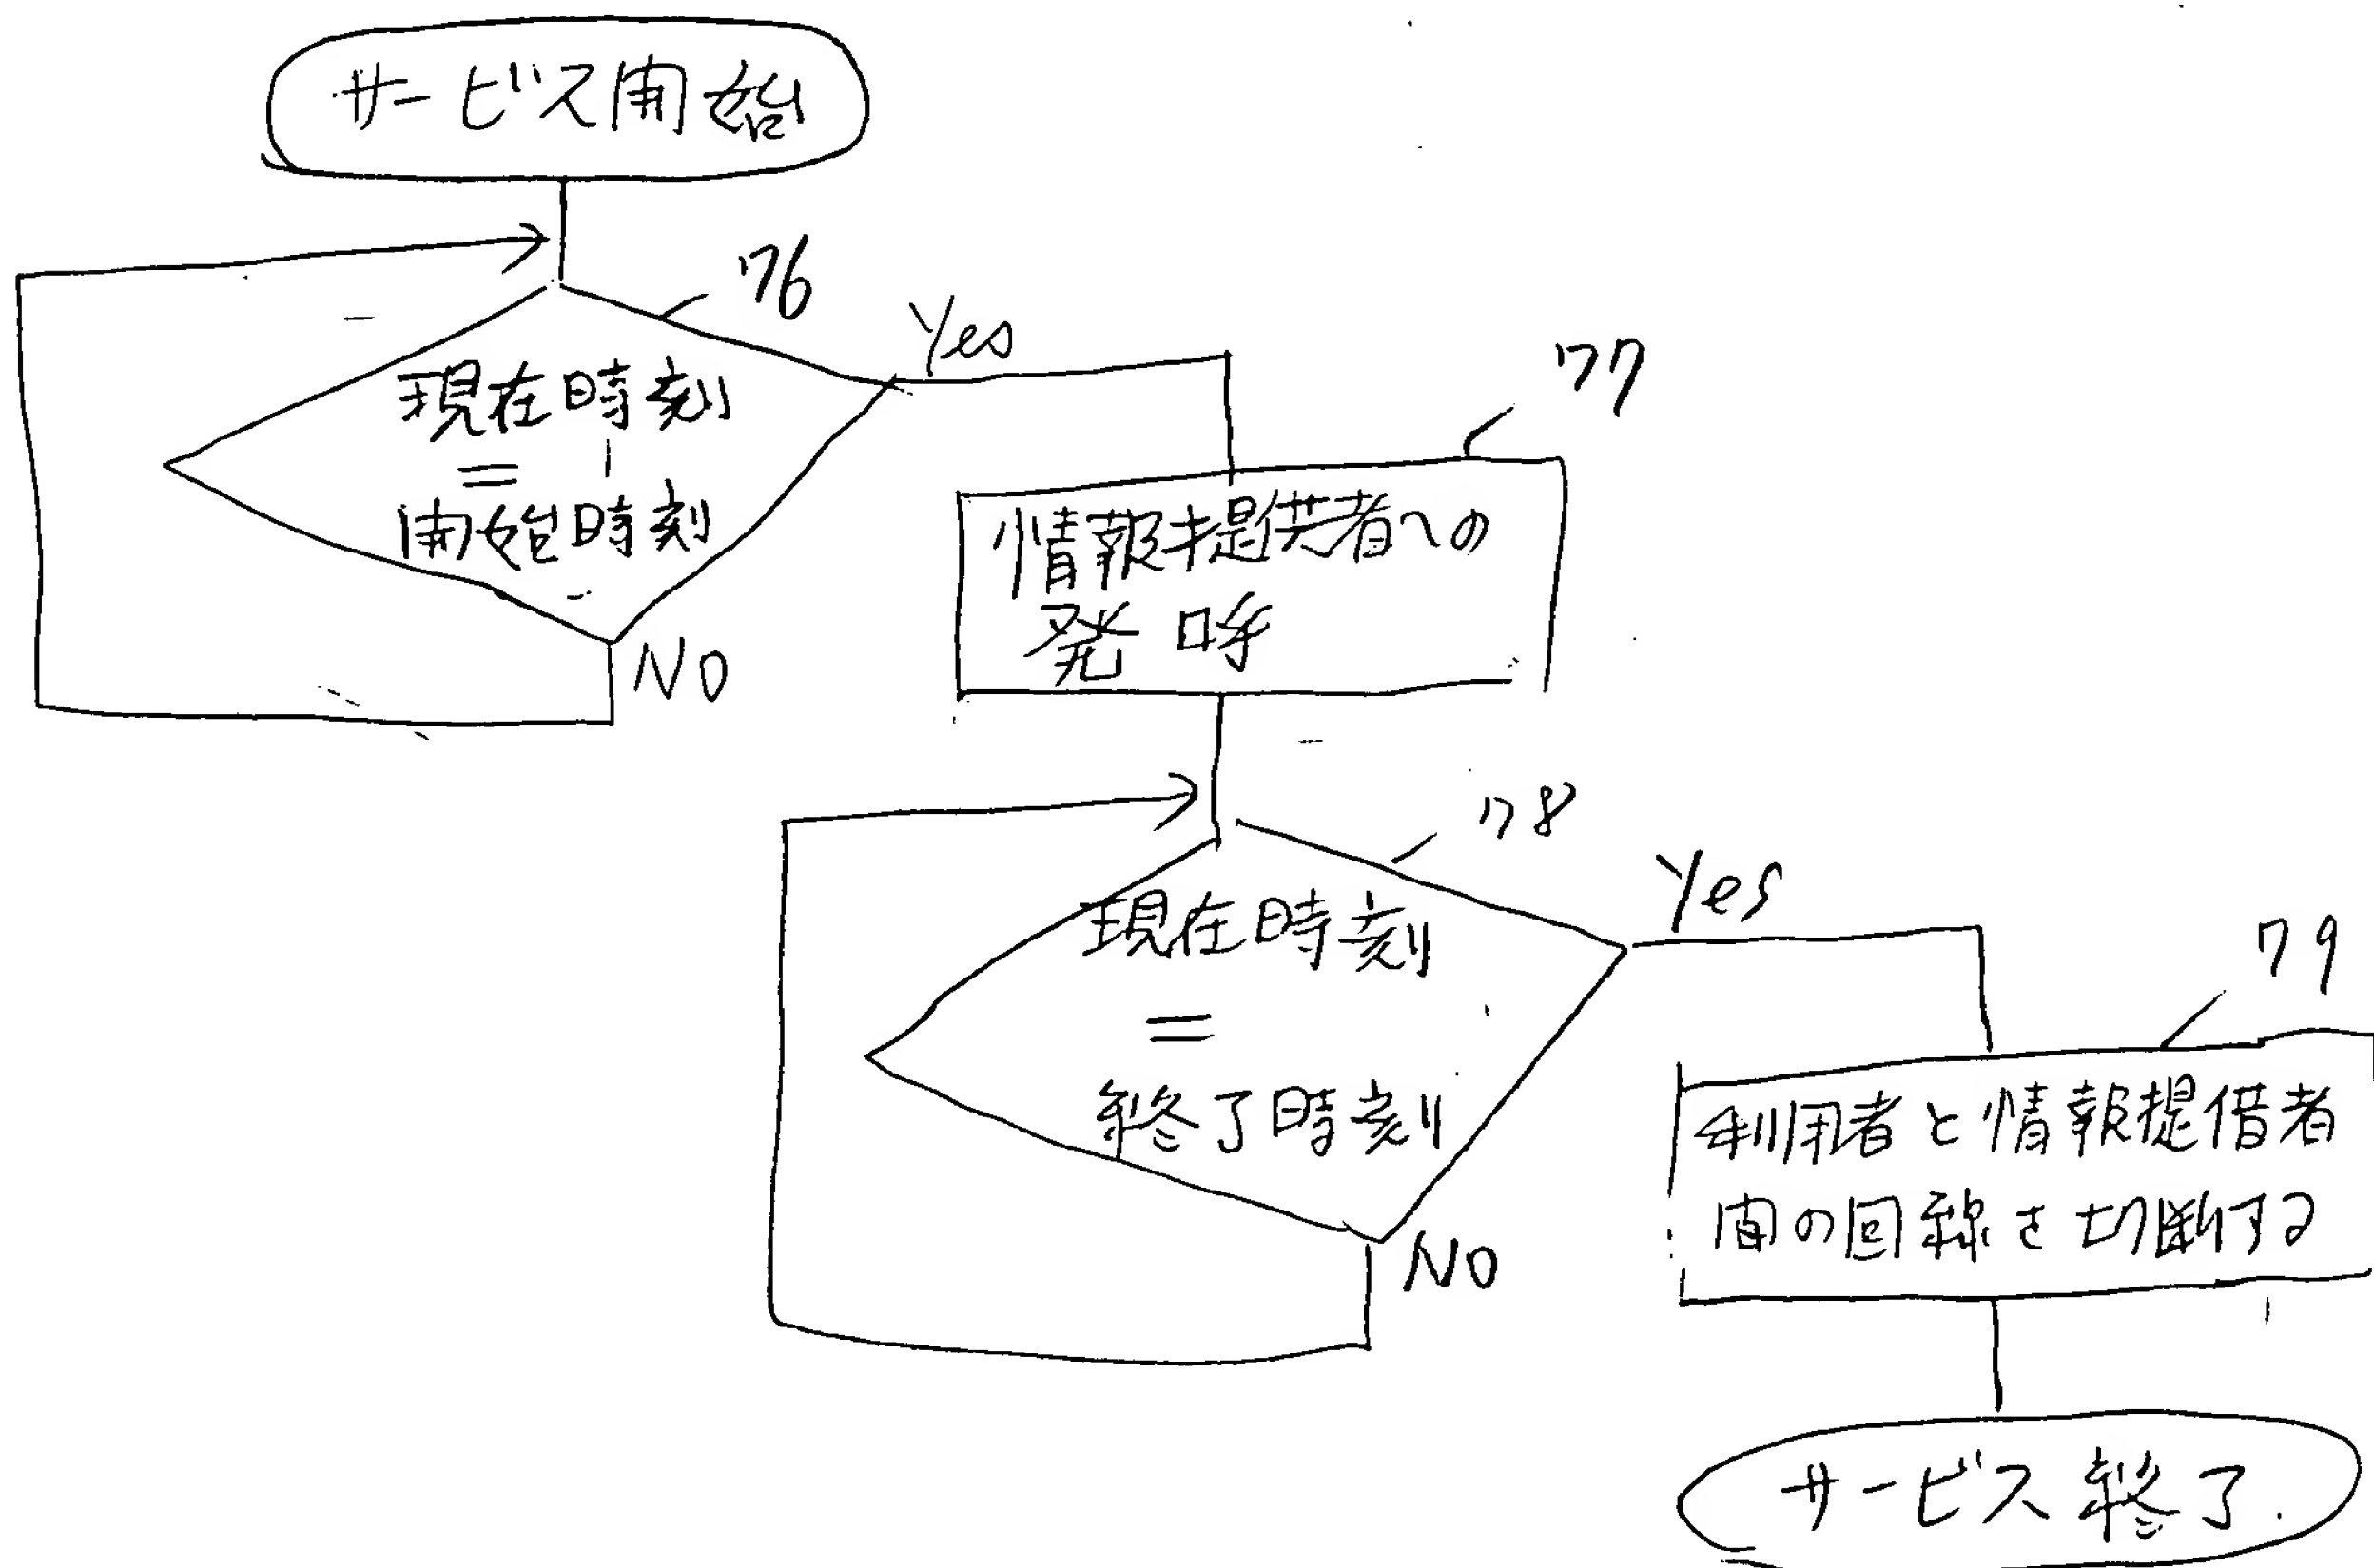 サービス開始
76
Yes
現在時刻
=
開始時刻
NO
77
情報提供者への
発呼
78
Yes
現在時刻
=
終了時刻
NO
79
利用者と情報提借者
間の回線を切断する
サービス終了